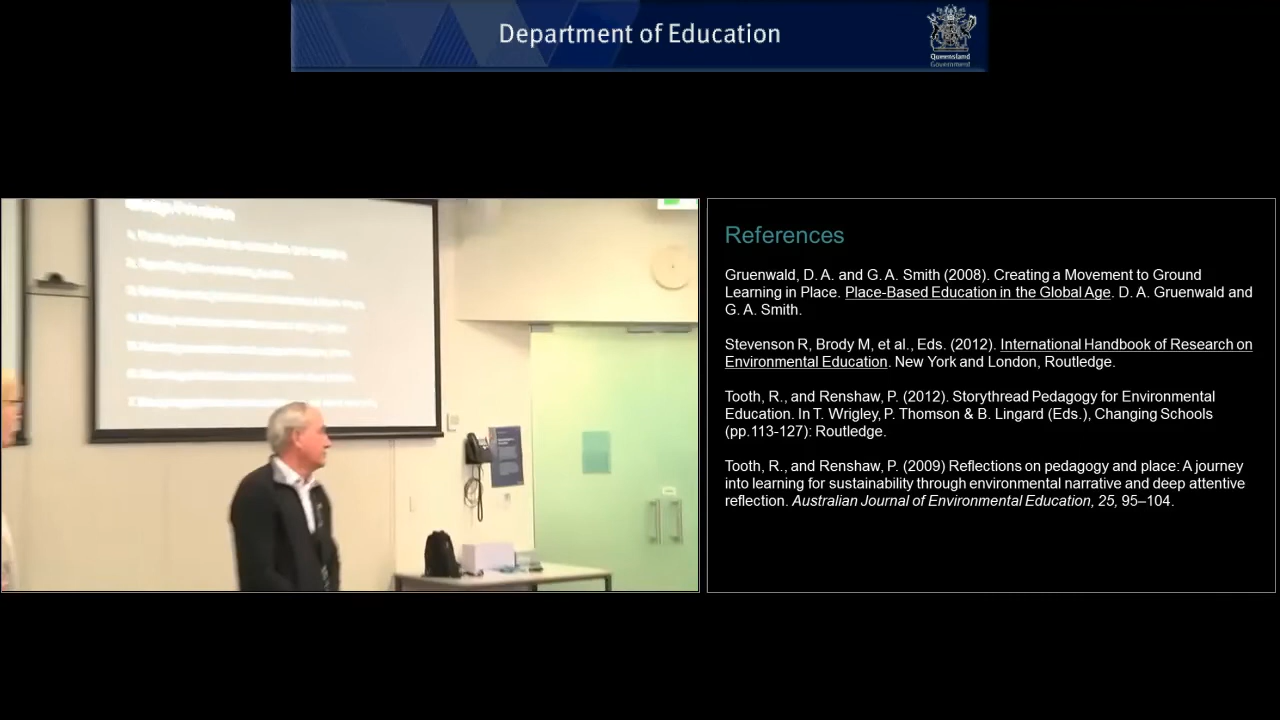 Department of Education
Queensland
Government
References
Gruenwald, D. A. and G. A. Smith (2008). Creating a Movement to Ground
Learning in Place. Place-Based Education in the Global Age. D. A. Gruenwald and
G. A. Smith.
Stevenson R, Brody M, et al., Eds. (2012). International Handbook of Research on
Environmental Education. New York and London, Routledge.
Tooth, R., and Renshaw, P. (2012). Storythread Pedagogy for Environmental
Education. In T. Wrigley, P. Thomson & B. Lingard (Eds.), Changing Schools
(pp.113-127): Routledge.
Tooth, R., and Renshaw, P. (2009) Reflections on pedagogy and place: A journey
into learning for sustainability through environmental narrative and deep attentive
reflection. Australian Journal of Environmental Education, 25, 95–104.